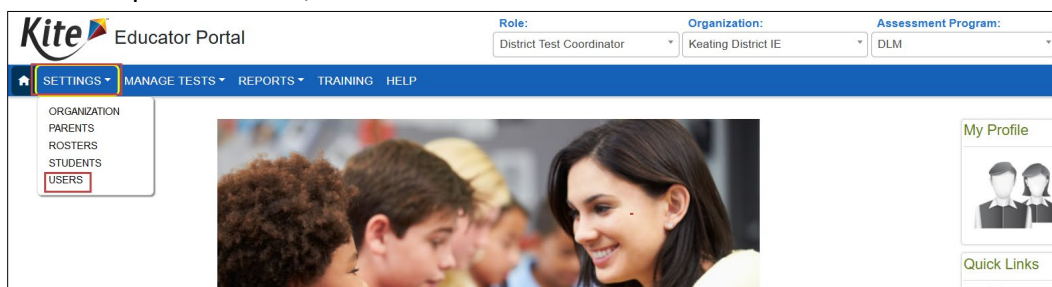 Kite Educator Portal
Role:
District Test Coordinator
Organization:
Keating District IE
Assessment Program:
DLM
SETTINGS MANAGE TESTS REPORTS TRAINING HELP
ORGANIZATION
PARENTS
ROSTERS
STUDENTS
USERS
My Profile
Quick Links